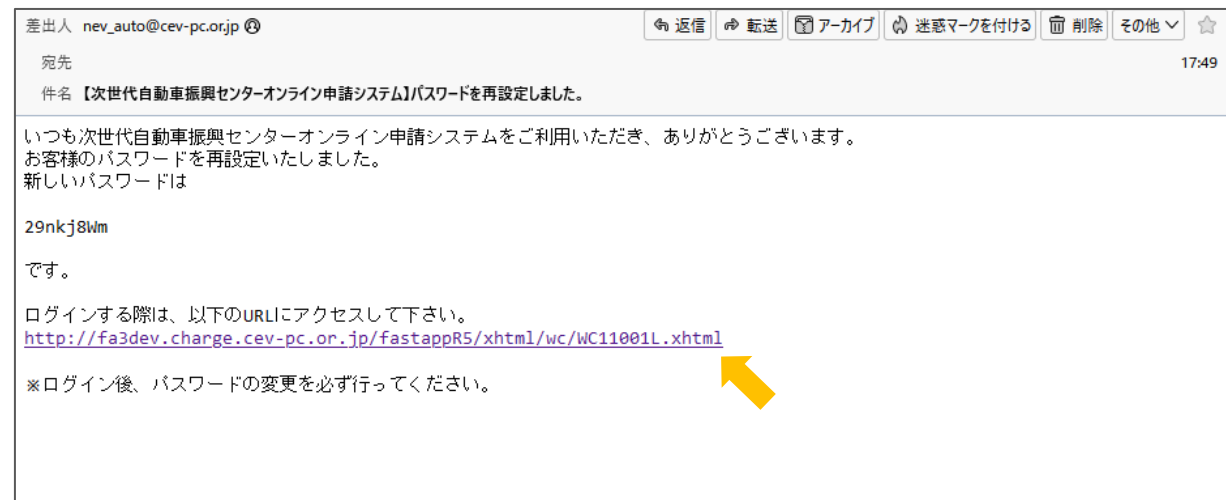 差出人 nev_auto@cev-pc.or.jp 返信 転送 アーカイブ 迷惑マークを付ける 削除 その他
宛先 17:49
件名 【次世代自動車振興センターオンライン申請システム】パスワードを再設定しました。
いつも次世代自動車振興センターオンライン申請システムをご利用いただき、ありがとうございます。
お客様のパスワードを再設定いたしました。
新しいパスワードは
29nkj8Wm
です。
ログインする際は、以下のURLにアクセスして下さい。
http://fa3dev.charge.cev-pc.or.jp/fastappR5/xhtml/wc/WC11001L.xhtml
※ログイン後、パスワードの変更を必ず行ってください。